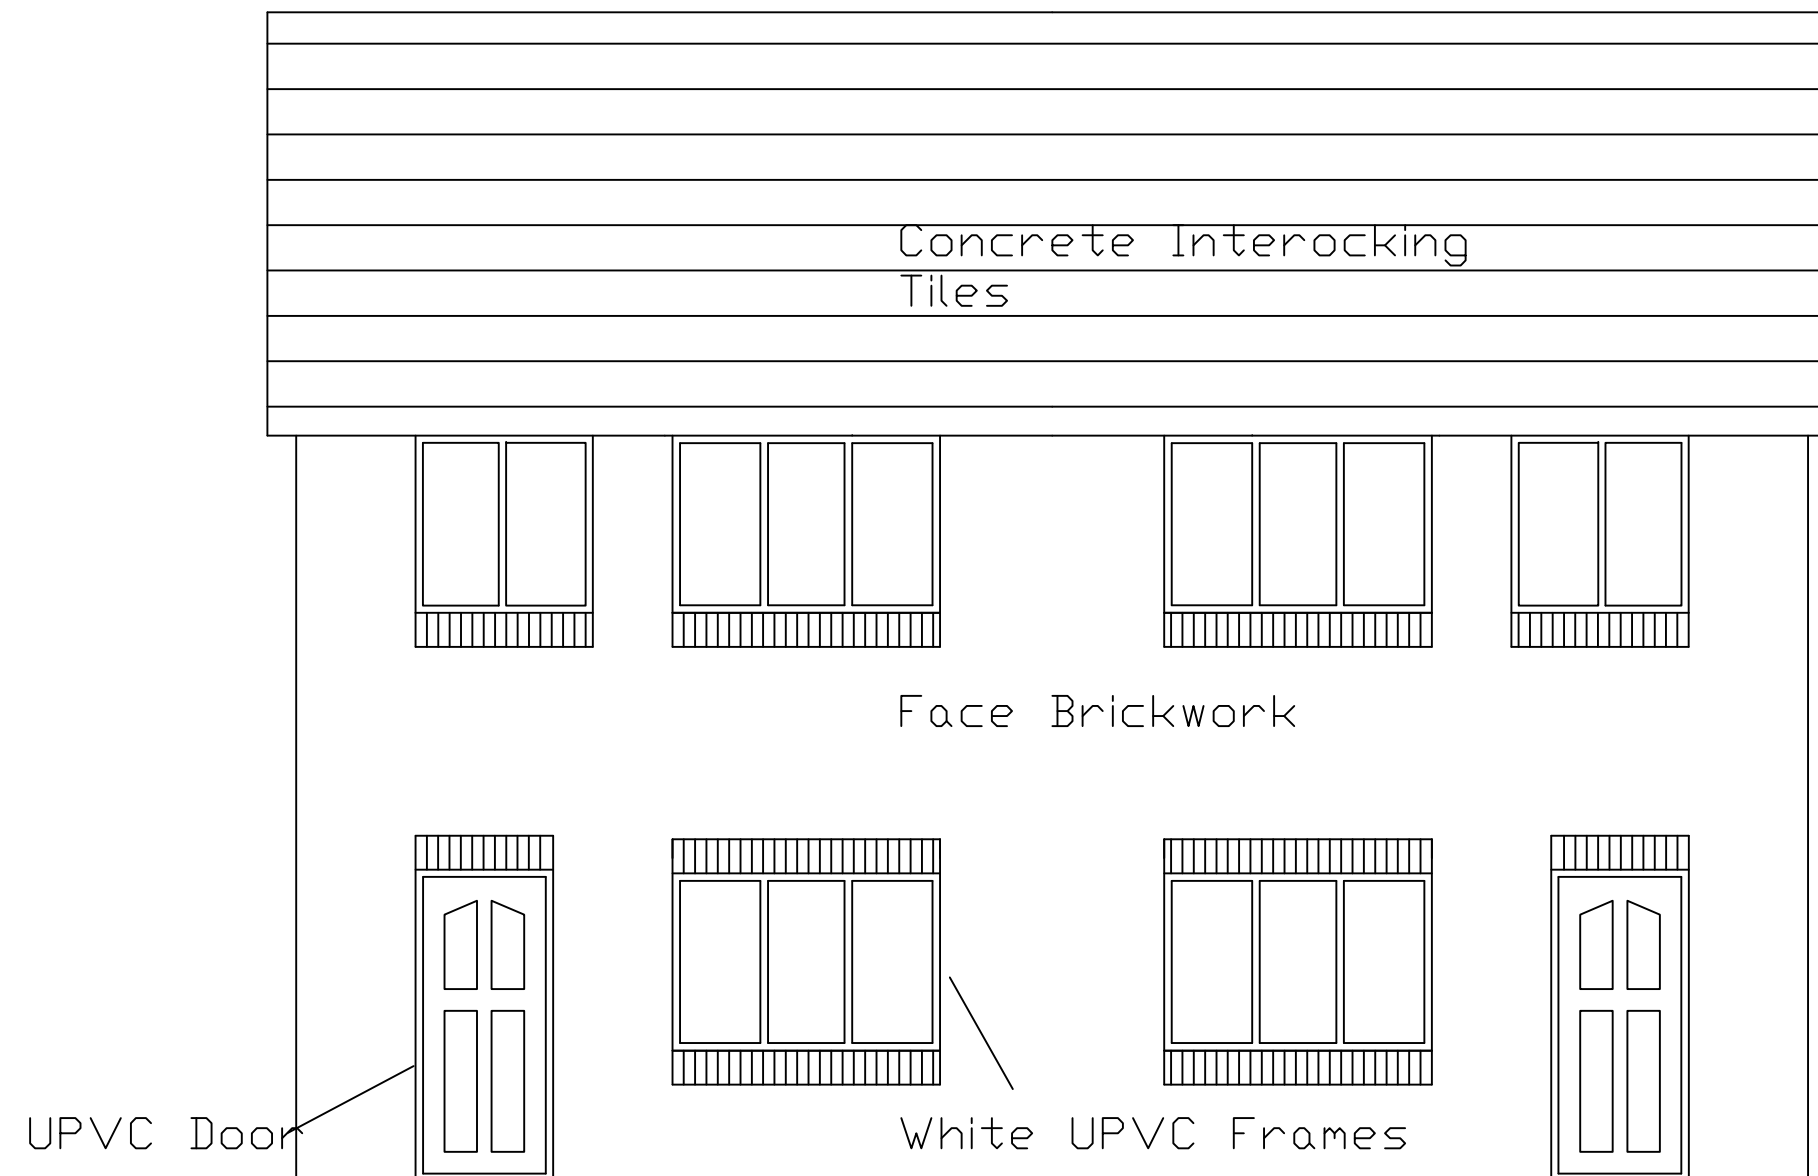 Concrete Interocking
Tiles
Face Brickwork
UPVC Door
White UPVC Frames